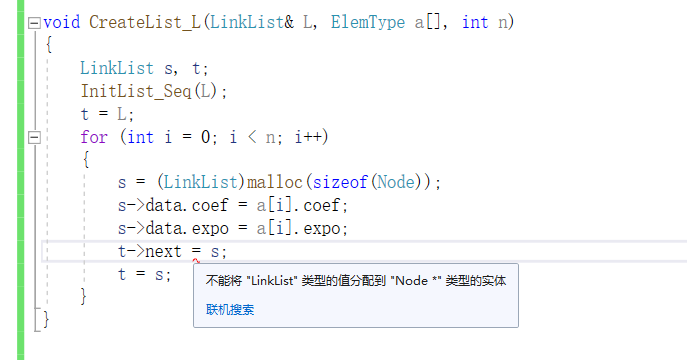 void CreateList_L(LinkList& L, ElemType a[], int n)
{
LinkList s, t;
InitList_Seq(L);
t = L;
for (int i = 0; i < n; i++)
{
s = (LinkList)malloc(sizeof(Node));
s->data.coef = a[i].coef;
s->data.expo = a[i].expo;
t->next = s;
t = s;
不能将 "LinkList" 类型的值分配到 "Node *" 类型的实体
联机搜索
}
}